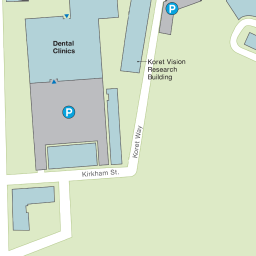 P
Dental
Clinics
Koret Vision
Research
Building
P
Koret Way
Kirkham St.